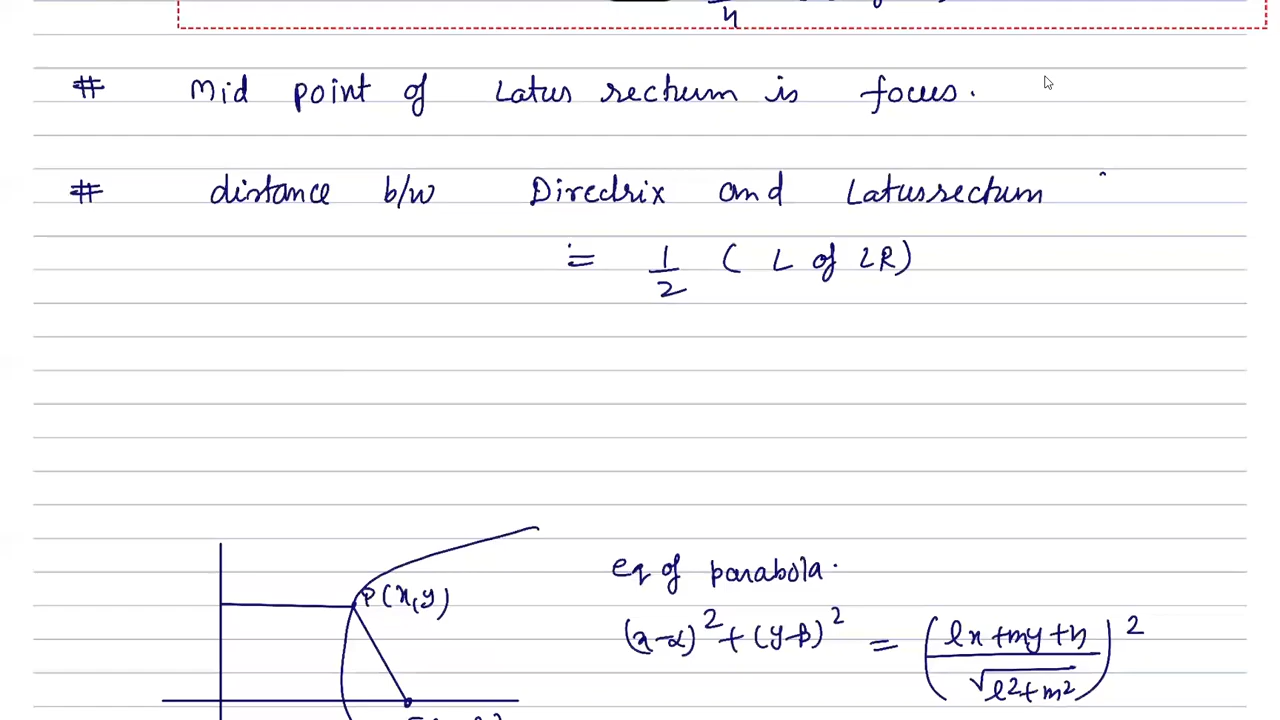 # Mid point of Latus rectum is focus.
# distance b/w Directrix and Latusrectum
= 1/2 ( L of LR)
P(x,y)
eq of parabola.
(x-α)² + (y-β)² = ( lx+my+n / √l²+m² )²